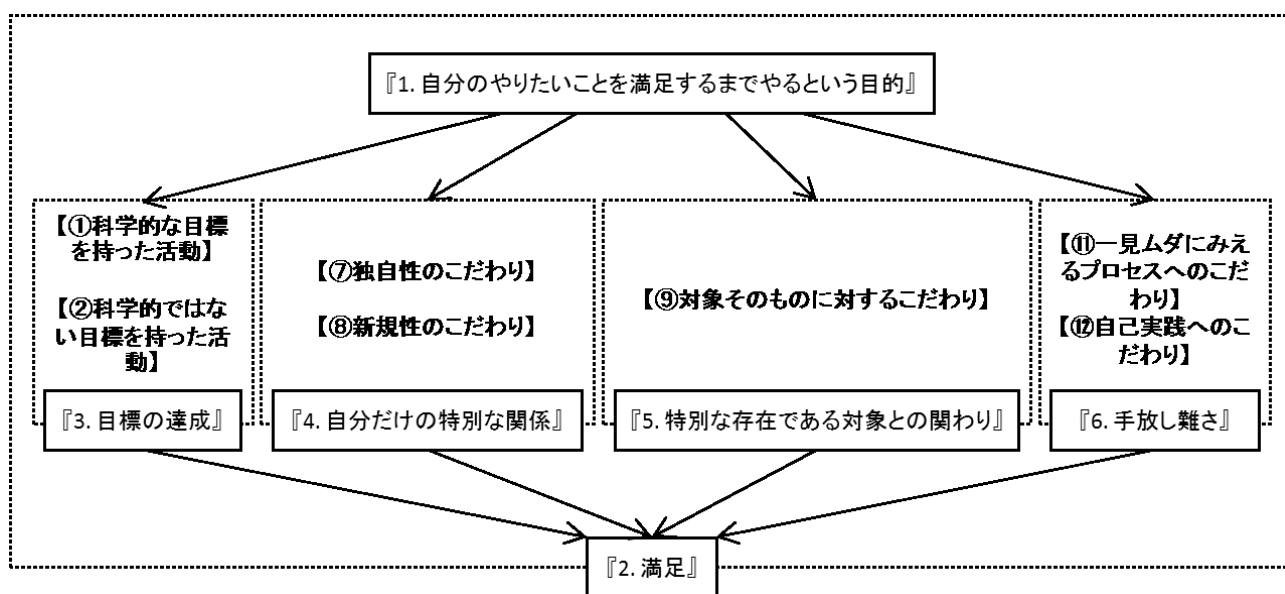 『1. 自分のやりたいことを満足するまでやるという目的』
【①科学的な目標
を持った活動】
【②科学的ではな
い目標を持った活
動】
『3. 目標の達成』
【⑦独自性のこだわり】
【⑧新規性のこだわり】
『4. 自分だけの特別な関係』
【⑨対象そのものに対するこだわり】
『5. 特別な存在である対象との関わり』
【⑪一見ムダにみえ
るプロセスへのこだ
わり】
【⑫自己実践へのこ
だわり】
『6. 手放し難さ』
『2. 満足』